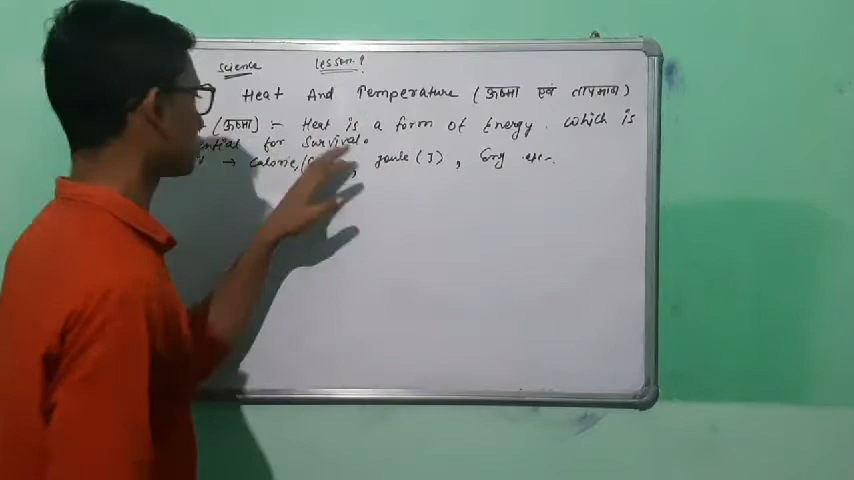 Science Lesson 9
Heat And Temperature (ऊष्मा एवं तापमान)
(ऊष्मा) :- Heat is a form of Energy. which is
for Survival.
→ Calorie, Joule (J), Erg etc.